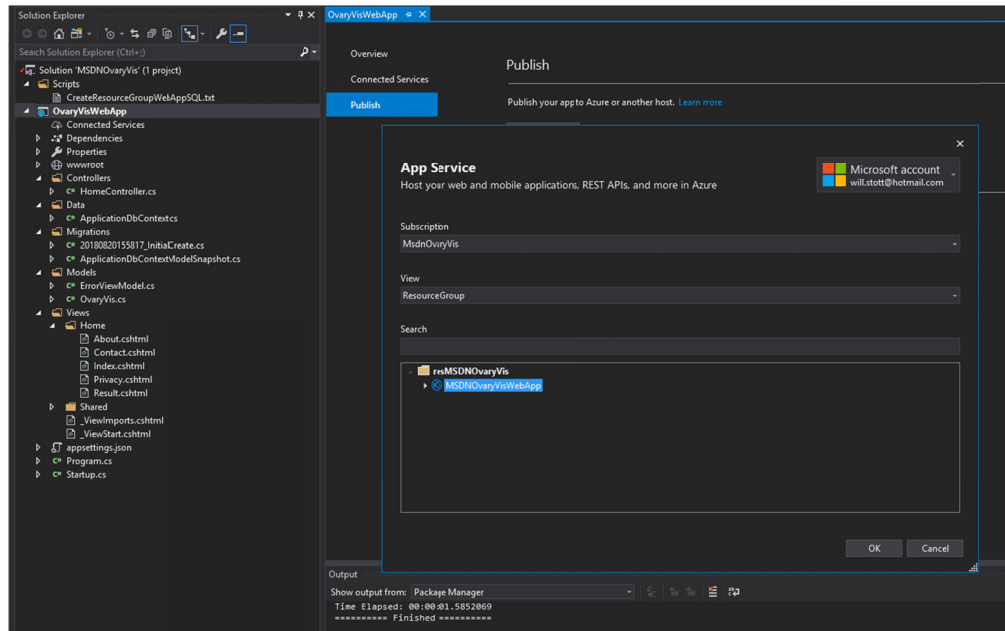 Solution Explorer
Search Solution Explorer (Ctrl+;)
Solution 'MSDNOvaryVis' (1 project)
Scripts
CreateResourceGroupWebAppSQL.txt
OvaryVisWebApp
Connected Services
Dependencies
Properties
wwwroot
Controllers
C# HomeController.cs
Data
C# ApplicationDbContext.cs
Migrations
C# 20180820155817_InitialCreate.cs
C# ApplicationDbContextModelSnapshot.cs
Models
C# ErrorViewModel.cs
C# OvaryVis.cs
Views
Home
About.cshtml
Contact.cshtml
Index.cshtml
Privacy.cshtml
Result.cshtml
Shared
_ViewImports.cshtml
_ViewStart.cshtml
appsettings.json
C# Program.cs
C# Startup.cs
OvaryVisWebApp
Overview
Connected Services
Publish
Publish
Publish your app to Azure or another host. Learn more
App Service
Host your web and mobile applications, REST APIs, and more in Azure
Microsoft account
will.stott@hotmail.com
Subscription
MsdnOvaryVis
View
ResourceGroup
Search
resMSDNOvaryVis
MSDNOvaryVisWebApp
OK Cancel
Output
Show output from: Package Manager
Time Elapsed: 00:00:01.5852069
========== Finished ==========